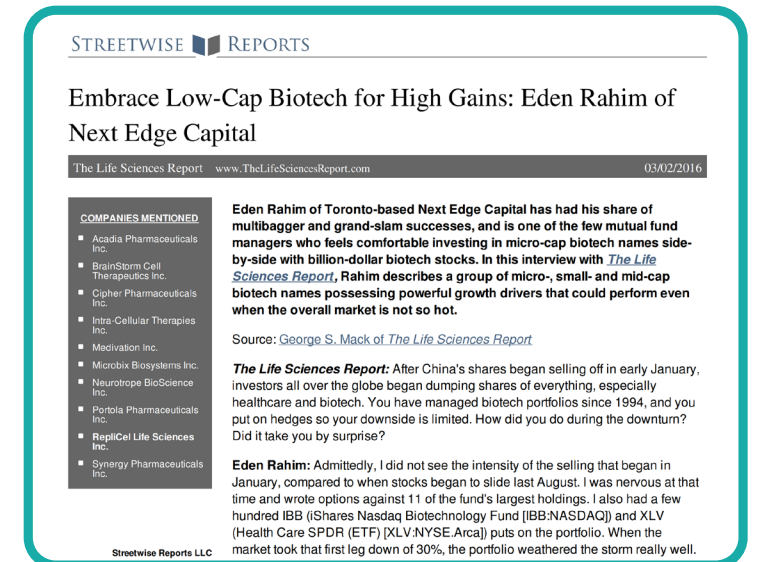 STREETWISE REPORTS
Embrace Low-Cap Biotech for High Gains: Eden Rahim of
Next Edge Capital
The Life Sciences Report www.TheLifeSciencesReport.com 03/02/2016
COMPANIES MENTIONED
Acadia Pharmaceuticals
Inc.
BrainStorm Cell
Therapeutics Inc.
Cipher Pharmaceuticals
Inc.
Intra-Cellular Therapies
Inc.
Medivation Inc.
Microbix Biosystems Inc.
Neurotrope BioScience
Inc.
Portola Pharmaceuticals
Inc.
RepliCel Life Sciences
Inc.
Synergy Pharmaceuticals
Inc.
Streetwise Reports LLC
Eden Rahim of Toronto-based Next Edge Capital has had his share of
multibagger and grand-slam successes, and is one of the few mutual fund
managers who feels comfortable investing in micro-cap biotech names side-
by-side with billion-dollar biotech stocks. In this interview with The Life
Sciences Report, Rahim describes a group of micro-, small- and mid-cap
biotech names possessing powerful growth drivers that could perform even
when the overall market is not so hot.
Source: George S. Mack of The Life Sciences Report
The Life Sciences Report: After China's shares began selling off in early January,
investors all over the globe began dumping shares of everything, especially
healthcare and biotech. You have managed biotech portfolios since 1994, and you
put on hedges so your downside is limited. How did you do during the downturn?
Did it take you by surprise?
Eden Rahim: Admittedly, I did not see the intensity of the selling that began in
January, compared to when stocks began to slide last August. I was nervous at that
time and wrote options against 11 of the fund's largest holdings. I also had a few
hundred IBB (iShares Nasdaq Biotechnology Fund [IBB:NASDAQ]) and XLV
(Health Care SPDR (ETF) [XLV:NYSE.Arca]) puts on the portfolio. When the
market took that first leg down of 30%, the portfolio weathered the storm really well.